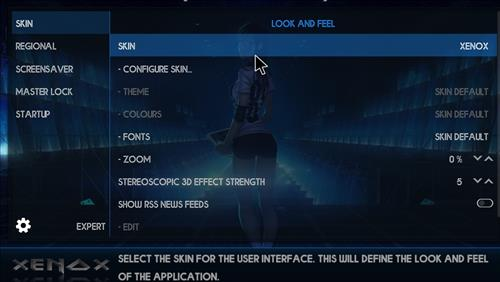 LOOK AND FEEL
SKIN
REGIONAL
SCREENSAVER
MASTER LOCK
STARTUP
EXPERT
SKIN XENOX
- CONFIGURE SKIN...
- THEME SKIN DEFAULT
- COLOURS SKIN DEFAULT
- FONTS SKIN DEFAULT
- ZOOM 0 %
STEREOSCOPIC 3D EFFECT STRENGTH 5
SHOW RSS NEWS FEEDS
- EDIT
XENOX
SELECT THE SKIN FOR THE USER INTERFACE. THIS WILL DEFINE THE LOOK AND FEEL
OF THE APPLICATION.